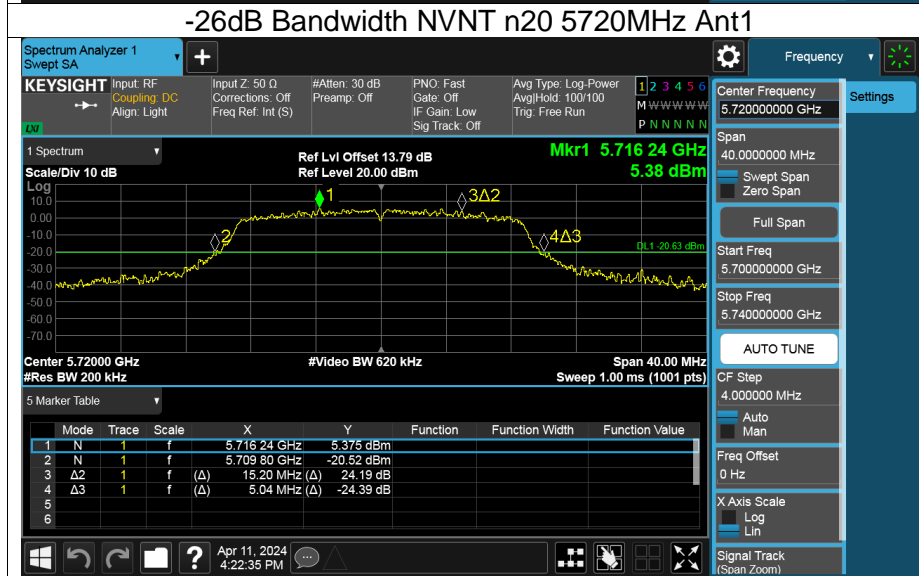 -26dB Bandwidth NVNT n20 5720MHz Ant1
Spectrum Analyzer 1
Swept SA
+
Frequency
KEYSIGHT
Input: RF
Coupling: DC
Align: Light
Input Z: 50 Ω
Corrections: Off
Freq Ref: Int (S)
#Atten: 30 dB
Preamp: Off
PNO: Fast
Gate: Off
IF Gain: Low
Sig Track: Off
Avg Type: Log-Power
Avg|Hold: 100/100
Trig: Free Run
1 2 3 4 5 6
M W W W W W
P N N N N N
LXI
1 Spectrum
Scale/Div 10 dB
Ref Lvl Offset 13.79 dB
Ref Level 20.00 dBm
Mkr1 5.716 24 GHz
5.38 dBm
Log
10.0
0.00
-10.0
-20.0
-30.0
-40.0
-50.0
-60.0
-70.0
1
2
3Δ2
4Δ3
DL1 -20.63 dBm
Center 5.72000 GHz
#Res BW 200 kHz
#Video BW 620 kHz
Span 40.00 MHz
Sweep 1.00 ms (1001 pts)
5 Marker Table
Mode Trace Scale X Y Function Function Width Function Value
1 N 1 f 5.716 24 GHz 5.375 dBm
2 N 1 f 5.709 80 GHz -20.52 dBm
3 Δ2 1 f (Δ) 15.20 MHz (Δ) 24.19 dB
4 Δ3 1 f (Δ) 5.04 MHz (Δ) -24.39 dB
5
6
?
Apr 11, 2024
4:22:35 PM
Center Frequency
5.720000000 GHz
Settings
Span
40.0000000 MHz
Swept Span
Zero Span
Full Span
Start Freq
5.700000000 GHz
Stop Freq
5.740000000 GHz
AUTO TUNE
CF Step
4.000000 MHz
Auto
Man
Freq Offset
0 Hz
X Axis Scale
Log
Lin
Signal Track
(Span Zoom)